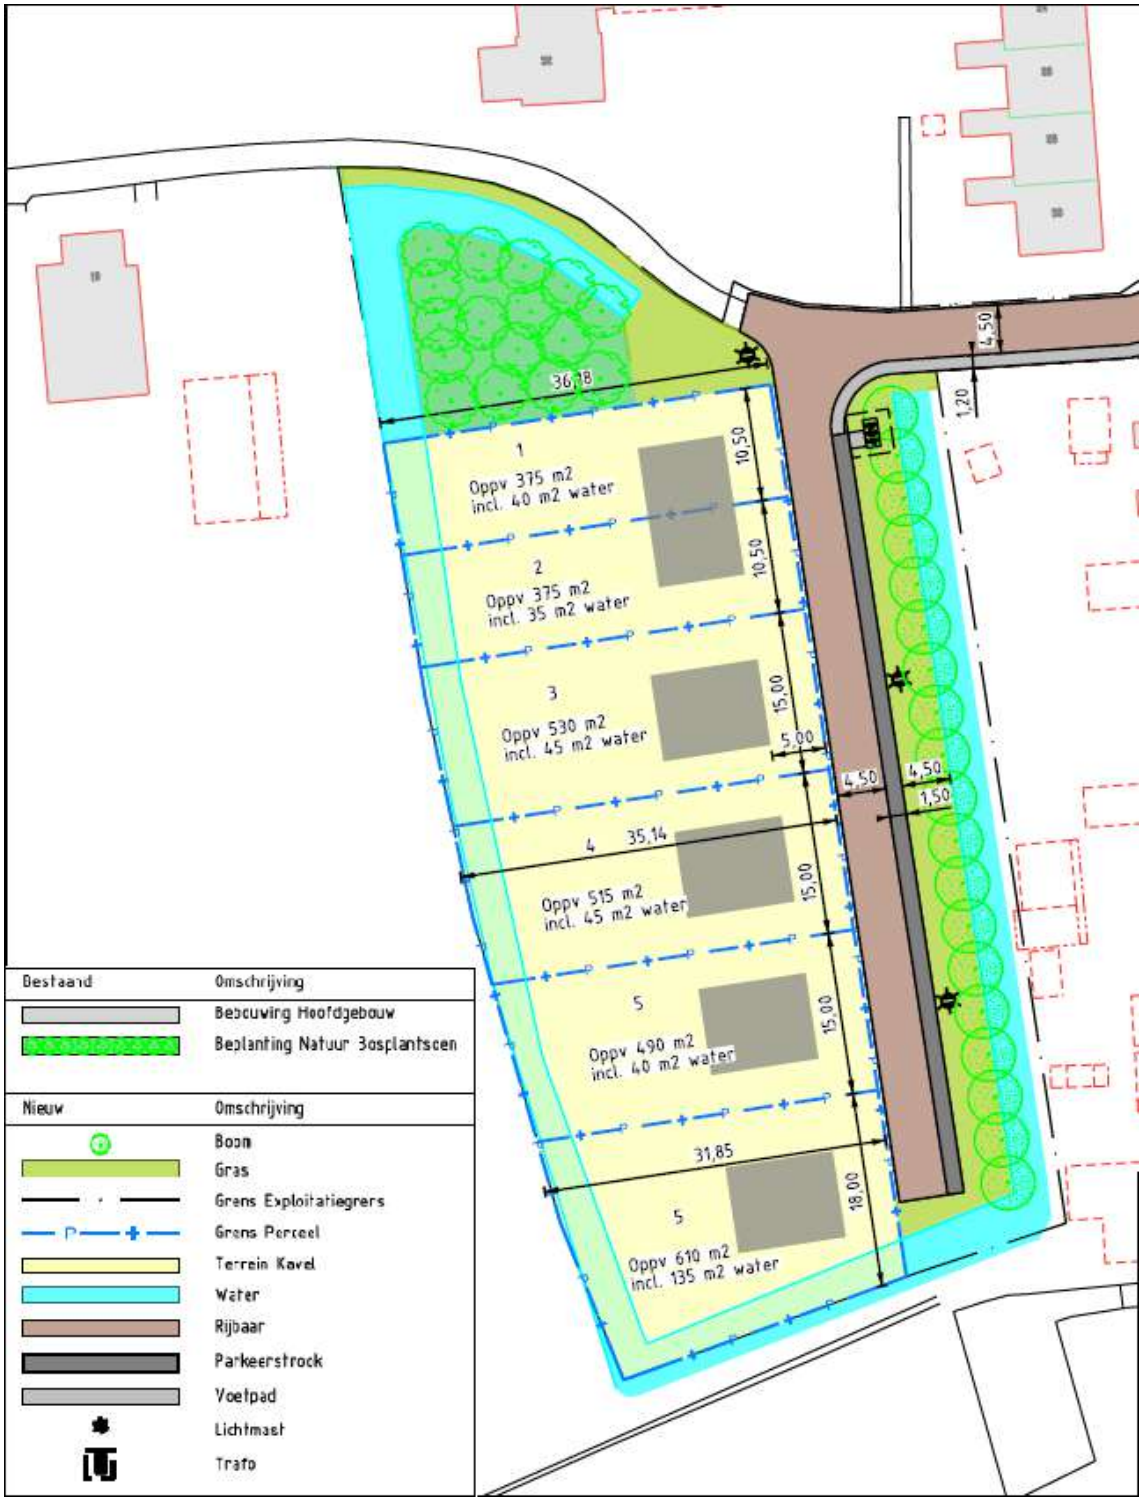 4,50
1,20
36,18
10,50
1
Oppv 375 m2
incl. 40 m2 water
10,50
2
Oppv 375 m2
incl. 35 m2 water
15,00
3
Oppv 530 m2
incl. 45 m2 water
5,00
4,50
4,50
1,50
4
35,14
15,00
Oppv 515 m2
incl. 45 m2 water
15,00
5
Oppv 490 m2
incl. 40 m2 water
31,85
18,00
5
Oppv 610 m2
incl. 135 m2 water
Bestaand Omschrijving
Bebouwing Hoofdgebouw
Beplanting Natuur Bosplantsoen
Nieuw Omschrijving
Boom
Gras
Grens Exploitatiegrens
P Grens Perceel
Terrein Kavel
Water
Rijbaan
Parkeerstrook
Voetpad
Lichtmast
Trafo